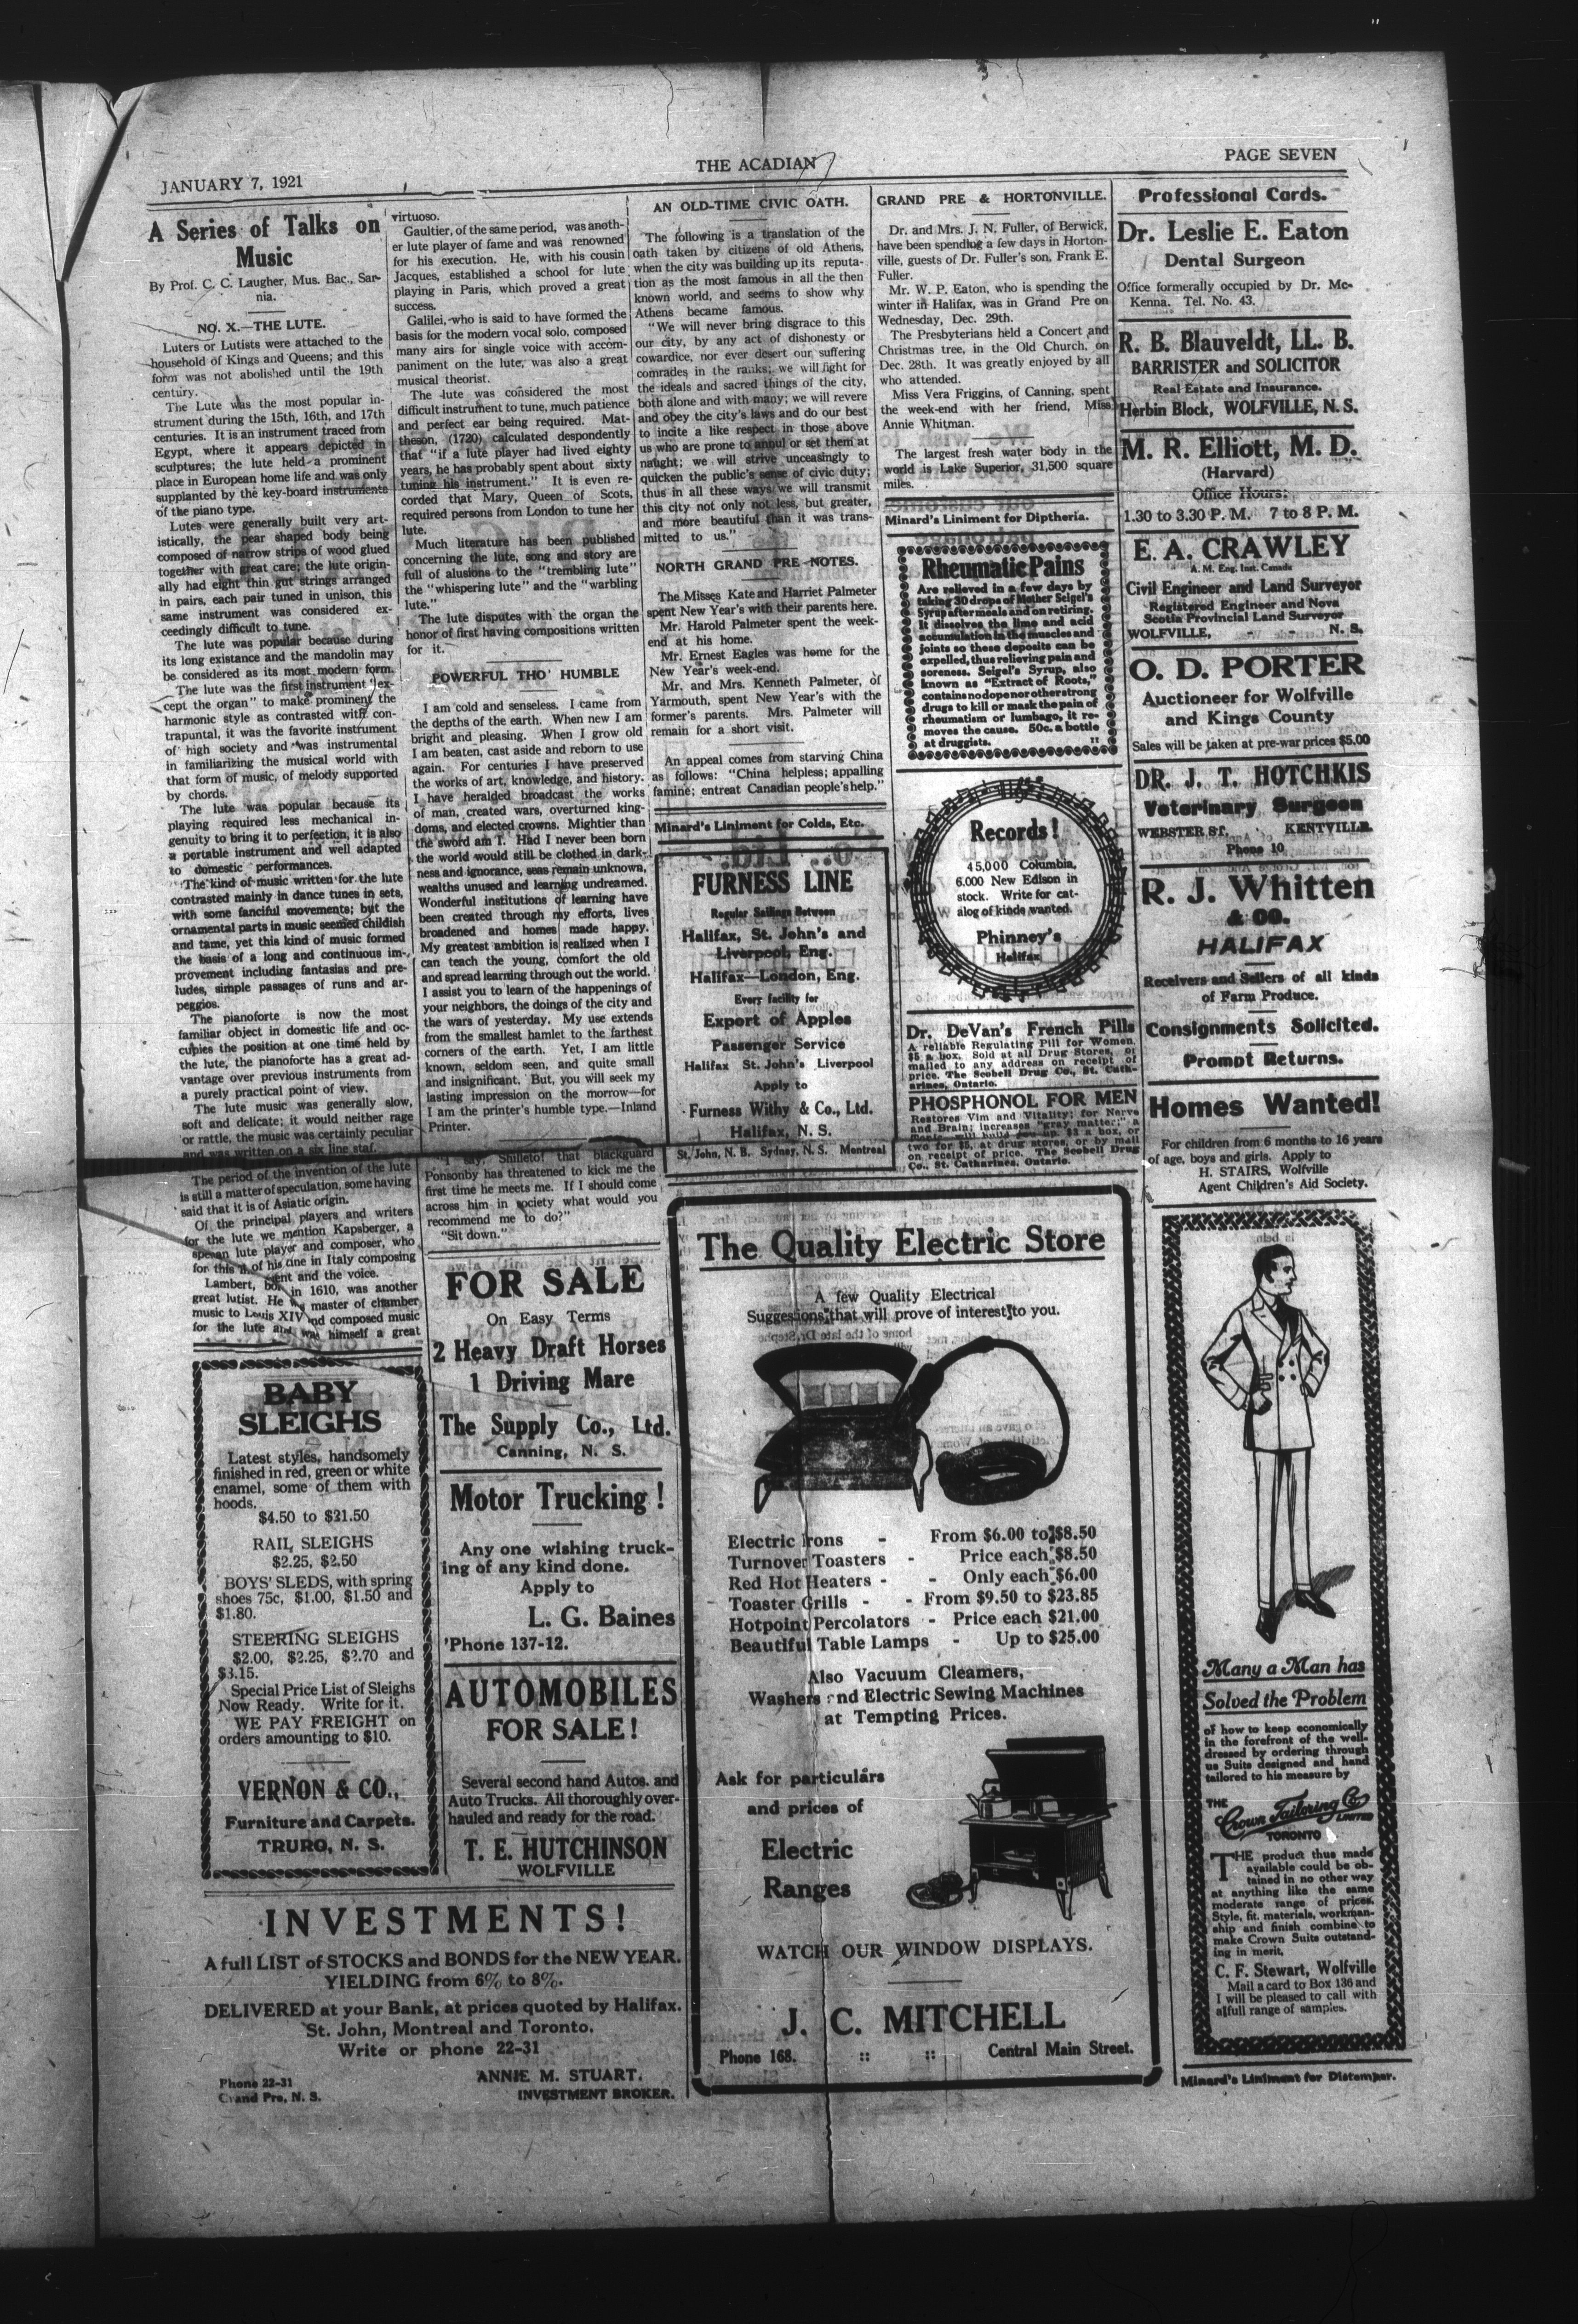 JANUARY 7, 1921
THE ACADIAN
PAGE SEVEN
A Series of Talks on
Music
By Prof. C. C. Laugher, Mus. Bac., Sar-
nia.
NO. X.—THE LUTE.
Luters or Lutists were attached to the
household of Kings and Queens; and this
form was not abolished until the 19th
century.
The Lute was the most popular in-
strument during the 15th, 16th, and 17th
centuries. It is an instrument traced from
Egypt, where it appears depicted in
sculptures; the lute held a prominent
place in European home life and was only
supplanted by the key-board instruments
of the piano type.
Lutes were generally built very art-
istically, the pear shaped body being
composed of narrow strips of wood glued
together with great care; the lute origin-
ally had eight thin gut strings arranged
in pairs, each pair tuned in unison, this
same instrument was considered ex-
ceedingly difficult to tune.
The lute was popular because during
its long existance and the mandolin may
be considered as its most modern form.
The lute was the first instrument "ex-
cept the organ" to make prominent the
harmonic style as contrasted with con-
trapuntal, it was the favorite instrument
of high society and was instrumental
in familiarizing the musical world with
that form of music, of melody supported
by chords.
The lute was popular because its
playing required less mechanical in-
genuity to bring it to perfection, it is also
a portable instrument and well adapted
to domestic performances.
The kind of music written for the lute
contrasted mainly in dance tunes in sets,
with some fanciful movements; but the
ornamental parts in music seemed childish
and tame, yet this kind of music formed
the basis of a long and continuous im-
provement including fantasias and pre-
ludes, simple passages of runs and ar-
peggios.
The pianoforte is now the most
familiar object in domestic life and oc-
cupies the position at one time held by
the lute, the pianoforte has a great ad-
vantage over previous instruments from
a purely practical point of view.
The lute music was generally slow,
soft and delicate; it would neither rage
or rattle, the music was certainly peculiar
and was written on a six line staf.
The period of the invention of the lute
is still a matter of speculation, some having
said that it is of Asiatic origin.
Of the principal players and writers
for the lute we mention Kapsberger, a
lute player and composer, who
for this of his time in Italy composing
and the voice.
Lambert, in 1610, was another
great lutist. He master of chamber
music to Louis XIV and composed music
for the lute and was himself a great
virtuoso.
Gaultier, of the same period, was anoth-
er lute player of fame and was renowned
for his execution. He, with his cousin
Jacques, established a school for lute
playing in Paris, which proved a great
success.
Galilei, who is said to have formed the
basis for the modern vocal solo, composed
many airs for single voice with accom-
paniment on the lute, was also a great
musical theorist.
The lute was considered the most
difficult instrument to tune, much patience
and perfect ear being required. Mat-
theson, (1720) calculated despondently
that "if a lute player had lived eighty
years, he has probably spent about sixty
tuning his instrument." It is even re-
corded that Mary, Queen of Scots,
required persons from London to tune her
lute.
Much literature has been published
concerning the lute, song and story are
full of alusions to the "trembling lute"
the "whispering lute" and the "warbling
lute."
The lute disputes with the organ the
honor of first having compositions written
for it.
POWERFUL THO' HUMBLE
I am cold and senseless. I came from
the depths of the earth. When new I am
bright and pleasing. When I grow old
I am beaten, cast aside and reborn to use
again. For centuries I have preserved
the works of art, knowledge, and history.
I have heralded broadcast the works
of man, created wars, overturned king-
doms, and elected crowns. Mightier than
the sword am I. Had I never been born
the world would still be clothed in dark-
ness and ignorance, seas remain unknown,
wealths unused and learning undreamed.
Wonderful institutions of learning have
been created through my efforts, lives
broadened and homes made happy.
My greatest ambition is realized when I
can teach the young, comfort the old
and spread learning through out the world.
I assist you to learn of the happenings of
your neighbors, the doings of the city and
the wars of yesterday. My use extends
from the smallest hamlet to the farthest
corners of the earth. Yet, I am little
known, seldom seen, and quite small
and insignificant. But, you will seek my
lasting impression on the morrow—for
I am the printer's humble type.—Inland
Printer.
"I say, Shilleto! that blackguard
Ponsonby has threatened to kick me the
first time he meets me. If I should come
across him in society what would you
recommend me to do?"
"Sit down."
AN OLD-TIME CIVIC OATH.
The following is a translation of the
oath taken by citizens of old Athens,
when the city was building up its reputa-
tion as the most famous in all the then
known world, and seems to show why
Athens became famous.
"We will never bring disgrace to this
our city, by any act of dishonesty or
cowardice, nor ever desert our suffering
comrades in the ranks; we will fight for
the ideals and sacred things of the city,
both alone and with many; we will revere
and obey the city's laws and do our best
to incite a like respect in those above
us who are prone to annul or set them at
naught; we will strive unceasingly to
quicken the public's sense of civic duty;
thus in all these ways we will transmit
this city not only not less, but greater,
and more beautiful than it was trans-
mitted to us."
NORTH GRAND PRE NOTES.
The Misses Kate and Harriet Palmeter
spent New Year's with their parents here.
Mr. Harold Palmeter spent the week-
end at his home.
Mr. Ernest Eagles was home for the
New Year's week-end.
Mr. and Mrs. Kenneth Palmeter, of
Yarmouth, spent New Year's with the
former's parents. Mrs. Palmeter will
remain for a short visit.
An appeal comes from starving China
as follows: "China helpless; appalling
famine; entreat Canadian people's help."
Minard's Liniment for Colds, Etc.
FURNESS LINE
Regular Sailings Between
Halifax, St. John's and
Liverpool, Eng.
Halifax—London, Eng.
Every facility for
Export of Apples
Passenger Service
Halifax St. John's Liverpool
Apply to
Furness Withy & Co., Ltd.
Halifax, N. S.
St. John, N. B. Sydney, N. S. Montreal
GRAND PRE & HORTONVILLE.
Dr. and Mrs. J. N. Fuller, of Berwick,
have been spending a few days in Horton-
ville, guests of Dr. Fuller's son, Frank E.
Fuller.
Mr. W. P. Eaton, who is spending the
winter in Halifax, was in Grand Pre on
Wednesday, Dec. 29th.
The Presbyterians held a Concert and
Christmas tree, in the Old Church, on
Dec. 28th. It was greatly enjoyed by all
who attended.
Miss Vera Friggins, of Canning, spent
the week-end with her friend, Miss
Annie Whitman.
The largest fresh water body in the
world is Lake Superior, 31,500 square
miles.
Minard's Liniment for Diptheria.
Rheumatic Pains
Are relieved in a few days by
taking 30 drops of Mother Seigel's
Syrup after meals and on retiring.
It dissolves the lime and acid
accumulation in the muscles and
joints so these deposits can be
expelled, thus relieving pain and
soreness. Seigel's Syrup, also
known as "Extract of Roots,"
contains no dope nor other strong
drugs to kill or mask the pain of
rheumatism or lumbago, it re-
moves the cause. 50c. a bottle
at druggists.
Records!
45,000 Columbia,
6,000 New Edison in
stock. Write for cat-
alog of kinds wanted.
Phinney's
Halifax
Dr. DeVan's French Pills
A reliable Regulating Pill for Women,
$5 a box. Sold at all Drug Stores, or
mailed to any address on receipt of
price. The Scobell Drug Co., St. Cath-
arines, Ontario.
PHOSPHONOL FOR MEN
Restores Vim and Vitality; for Nerve
and Brain; increases "gray matter;" a
Tonic—will build you up. $3 a box, or
two for $5, at drug stores, or by mail
on receipt of price. The Scobell Drug
Co., St. Catharines, Ontario.
Professional Cards.
Dr. Leslie E. Eaton
Dental Surgeon
Office formerally occupied by Dr. Mc-
Kenna. Tel. No. 43.
R. B. Blauveldt, LL. B.
BARRISTER and SOLICITOR
Real Estate and Insurance.
Herbin Block, WOLFVILLE, N. S.
M. R. Elliott, M. D.
(Harvard)
Office Hours:
1.30 to 3.30 P. M. 7 to 8 P. M.
E. A. CRAWLEY
A. M. Eng. Inst. Canada
Civil Engineer and Land Surveyor
Registered Engineer and Nova
Scotia Provincial Land Surveyor
WOLFVILLE, - - N. S.
O. D. PORTER
Auctioneer for Wolfville
and Kings County
Sales will be taken at pre-war prices $5.00
DR. J. T. HOTCHKIS
Veterinary Surgeon
WEBSTER ST. KENTVILLE.
Phone 10
R. J. Whitten
& CO.
HALIFAX
Receivers and Sellers of all kinds
of Farm Produce.
Consignments Solicited.
Prompt Returns.
Homes Wanted!
For children from 6 months to 16 years
of age, boys and girls. Apply to
H. STAIRS, Wolfville
Agent Children's Aid Society.
BABY
SLEIGHS
Latest styles, handsomely
finished in red, green or white
enamel, some of them with
hoods.
$4.50 to $21.50
RAIL SLEIGHS
$2.25, $2.50
BOYS' SLEDS, with spring
shoes 75c, $1.00, $1.50 and
$1.80.
STEERING SLEIGHS
$2.00, $2.25, $2.70 and
$3.15.
Special Price List of Sleighs
Now Ready. Write for it.
WE PAY FREIGHT on
orders amounting to $10.
VERNON & CO.,
Furniture and Carpets.
TRURO, N. S.
FOR SALE
On Easy Terms
2 Heavy Draft Horses
1 Driving Mare
The Supply Co., Ltd.
Canning, N. S.
Motor Trucking!
Any one wishing truck-
ing of any kind done.
Apply to
L. G. Baines
'Phone 137-12.
AUTOMOBILES
FOR SALE!
Several second hand Autos. and
Auto Trucks. All thoroughly over-
hauled and ready for the road.
T. E. HUTCHINSON
WOLFVILLE
INVESTMENTS!
A full LIST of STOCKS and BONDS for the NEW YEAR.
YIELDING from 6% to 8%.
DELIVERED at your Bank, at prices quoted by Halifax.
St. John, Montreal and Toronto.
Write or phone 22-31
ANNIE M. STUART.
INVESTMENT BROKER.
Phone 22-31
Grand Pre, N. S.
The Quality Electric Store
A few Quality Electrical
Suggestions that will prove of interest to you.
Electric Irons - From $6.00 to $8.50
Turnover Toasters - Price each $8.50
Red Hot Heaters - - Only each $6.00
Toaster Grills - - From $9.50 to $23.85
Hotpoint Percolators - Price each $21.00
Beautiful Table Lamps - Up to $25.00
Also Vacuum Cleamers,
Washers and Electric Sewing Machines
at Tempting Prices.
Ask for particulars
and prices of
Electric
Ranges
WATCH OUR WINDOW DISPLAYS.
J. C. MITCHELL
Phone 168. :: :: Central Main Street.
Many a Man has
Solved the Problem
of how to keep economically
in the forefront of the well-
dressed by ordering through
us Suits designed and hand
tailored to his measure by
THE
Crown Tailoring Co.
LIMITED
TORONTO
THE product thus made
available could be ob-
tained in no other way
at anything like the same
moderate range of prices.
Style, fit, materials, workman-
ship and finish combine to
make Crown Suits outstand-
ing in merit.
C. F. Stewart, Wolfville
Mail a card to Box 136 and
I will be pleased to call with
a full range of samples.
Minard's Liniment for Distemper.